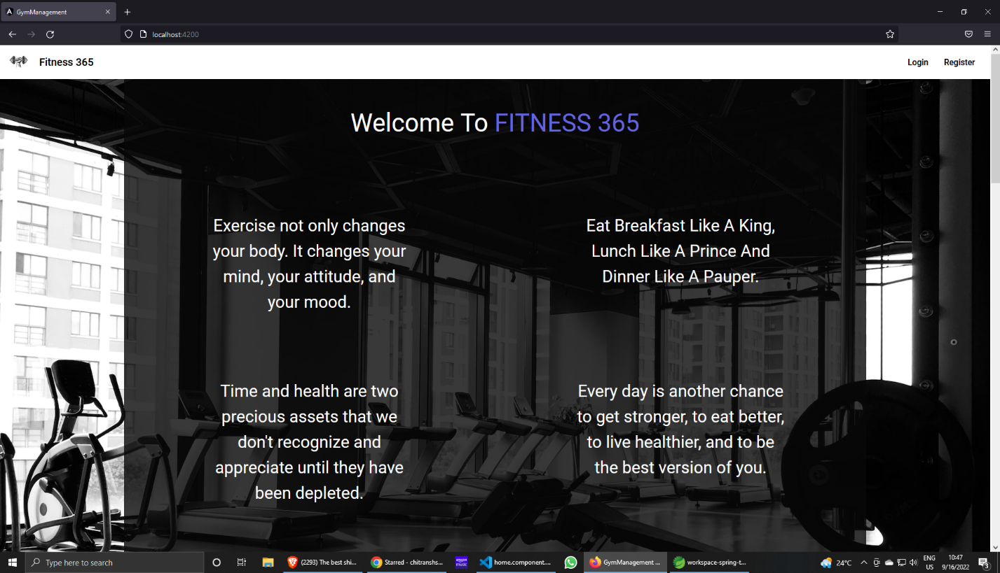 GymManagement
localhost:4200
Fitness 365
Login
Register
Welcome To FITNESS 365
Exercise not only changes
your body. It changes your
mind, your attitude, and
your mood.
Eat Breakfast Like A King,
Lunch Like A Prince And
Dinner Like A Pauper.
Time and health are two
precious assets that we
don't recognize and
appreciate until they have
been depleted.
Every day is another chance
to get stronger, to eat better,
to live healthier, and to be
the best version of you.
Type here to search
(2293) The best shi...
Starred - chitranshs...
amazon
music
home.component....
GymManagement ...
workspace-spring-t...
24°C
ENG
US
10:47
9/16/2022
3